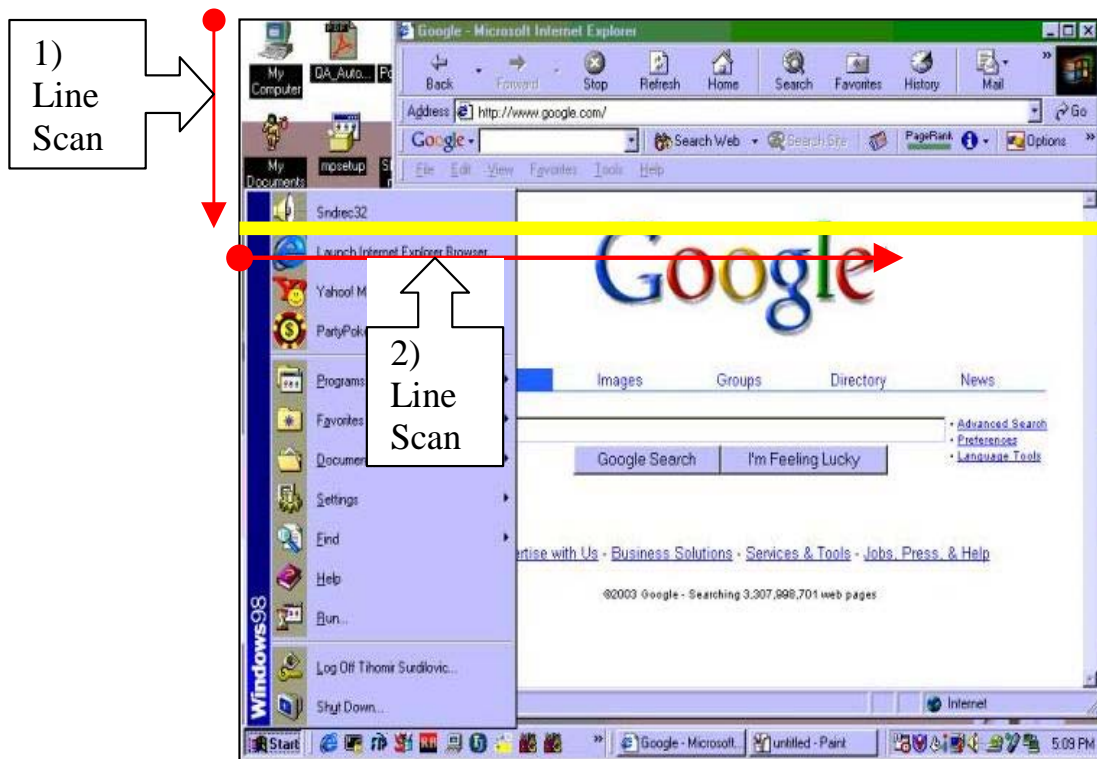 1)
Line
Scan
My
Computer
QA_Auto...
My
Documents
mpsetup
Google - Microsoft Internet Explorer
Back
Forward
Stop
Refresh
Home
Search
Favorites
History
Mail
»
Address
http://www.google.com/
Go
Google
Search Web
Search Site
PageRank
Options
»
File Edit View Favorites Tools Help
Sndrec32
Launch Internet Explorer Browser
Yahoo! M
PartyPok
2)
Line
Scan
Programs
Favorites
Documen
Settings
Find
Help
Run...
Log Off Tihomir Surdilovic...
Shut Down...
Windows98
Google
Images Groups Directory News
Google Search
I'm Feeling Lucky
· Advanced Search
· Preferences
· Language Tools
ertise with Us - Business Solutions - Services & Tools - Jobs, Press, & Help
©2003 Google - Searching 3,307,998,701 web pages
Internet
Start
»
Google - Microsoft...
untitled - Paint
5:09 PM